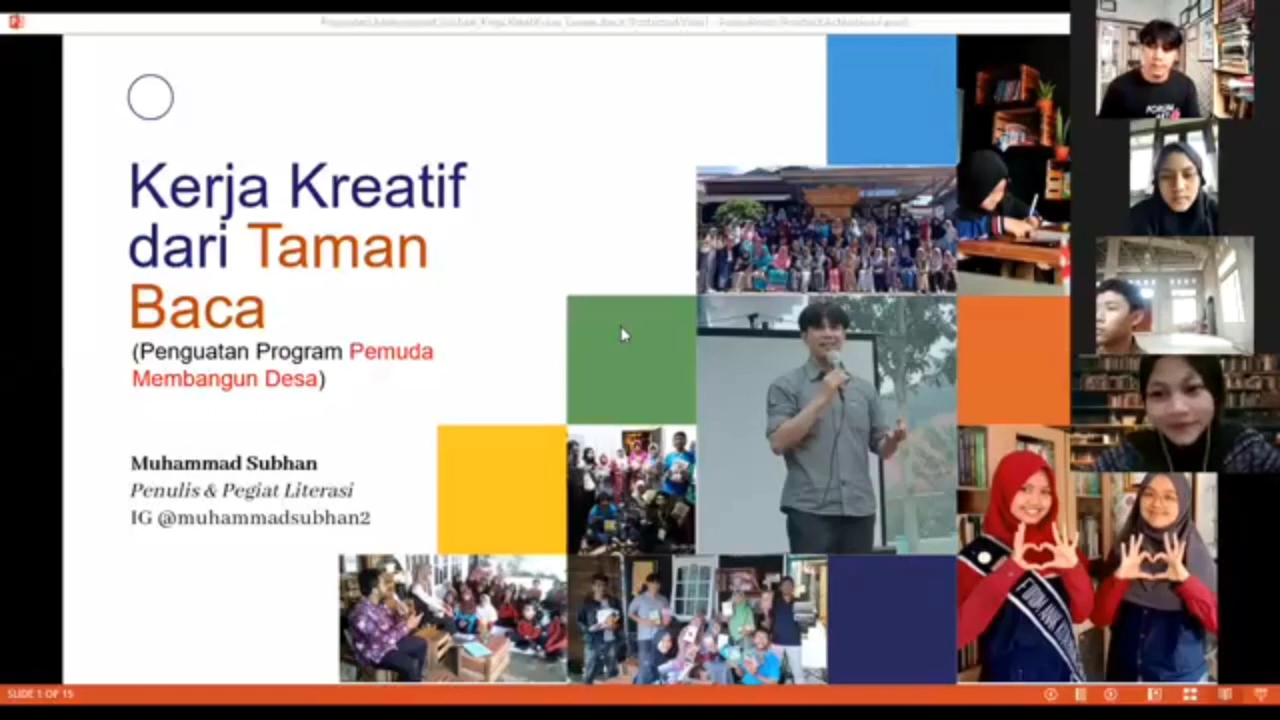 Kerja Kreatif
dari Taman
Baca
(Penguatan Program Pemuda
Membangun Desa)
Muhammad Subhan
Penulis & Pegiat Literasi
IG @muhammadsubhan2
SLIDE 1 OF 15
FORUM